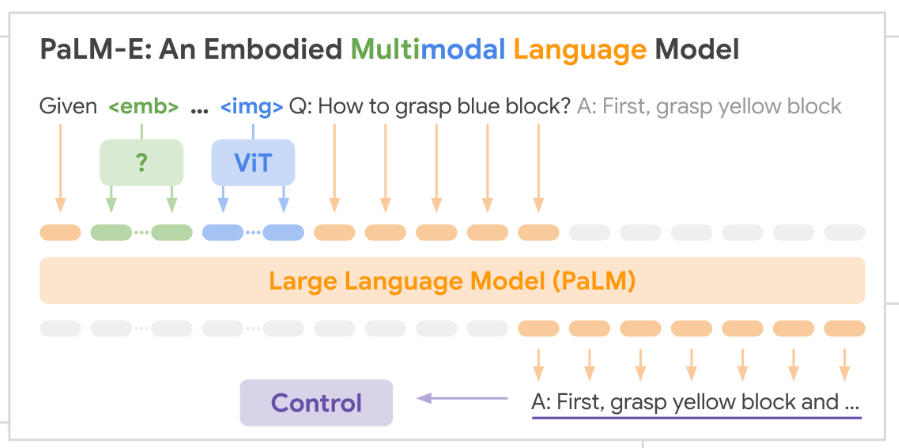 PaLM-E: An Embodied Multimodal Language Model
Given <emb> ... <img> Q: How to grasp blue block? A: First, grasp yellow block
? ViT
Large Language Model (PaLM)
Control A: First, grasp yellow block and ...